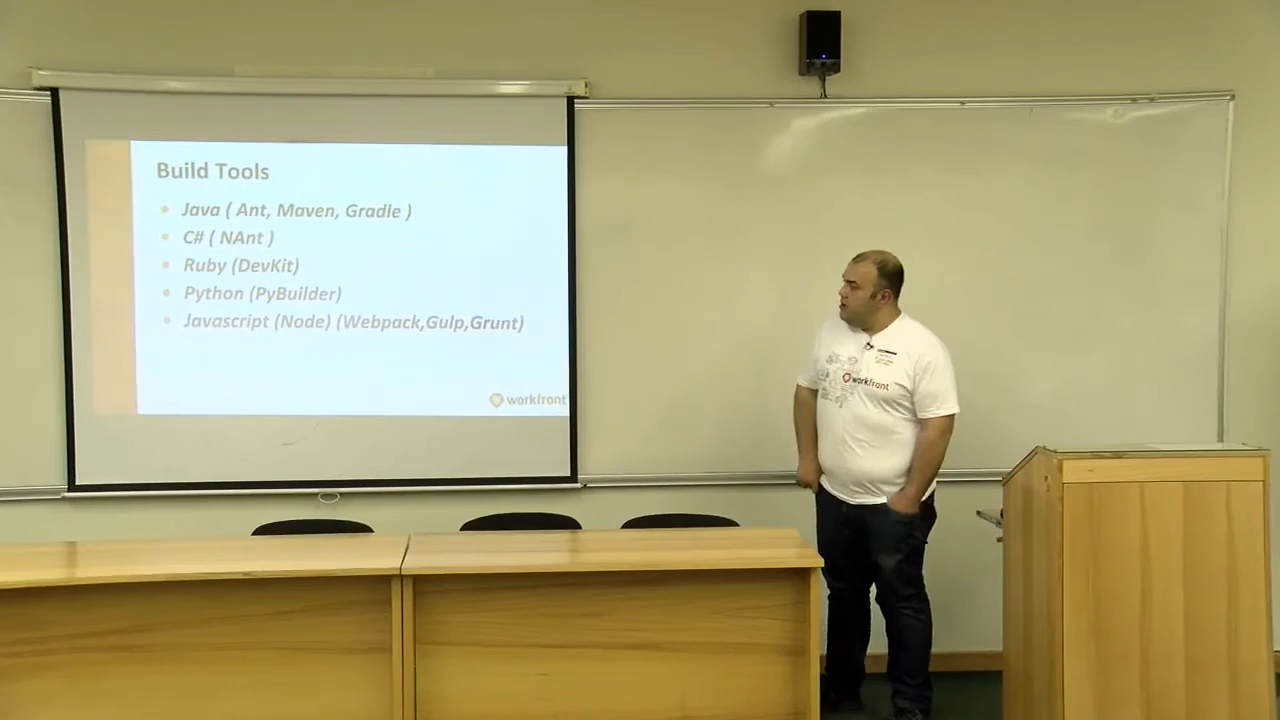 Build Tools
Java ( Ant, Maven, Gradle )
C# ( NAnt )
Ruby (DevKit)
Python (PyBuilder)
Javascript (Node) (Webpack,Gulp,Grunt)
workfront
workfront